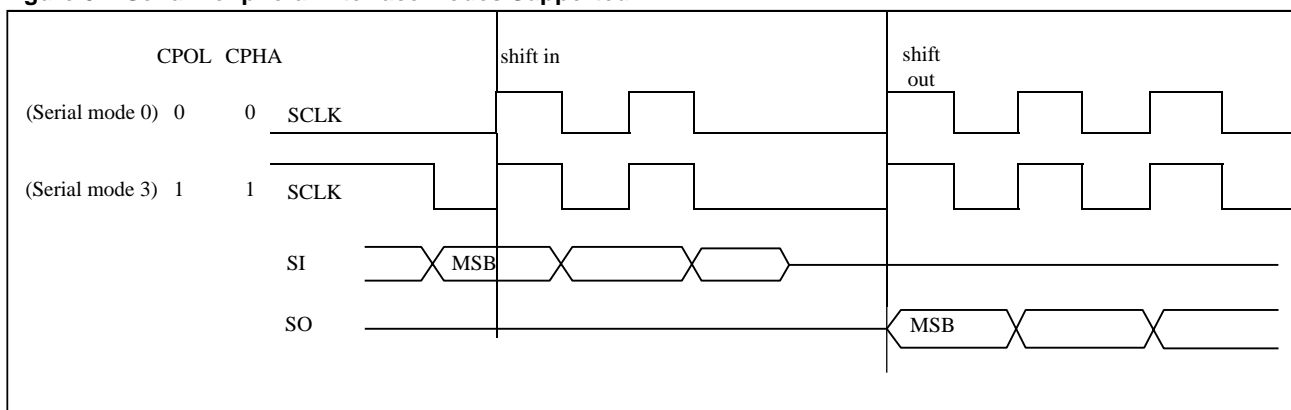 CPOL CPHA shift in shift
out
(Serial mode 0) 0 0 SCLK
(Serial mode 3) 1 1 SCLK
SI MSB
SO MSB